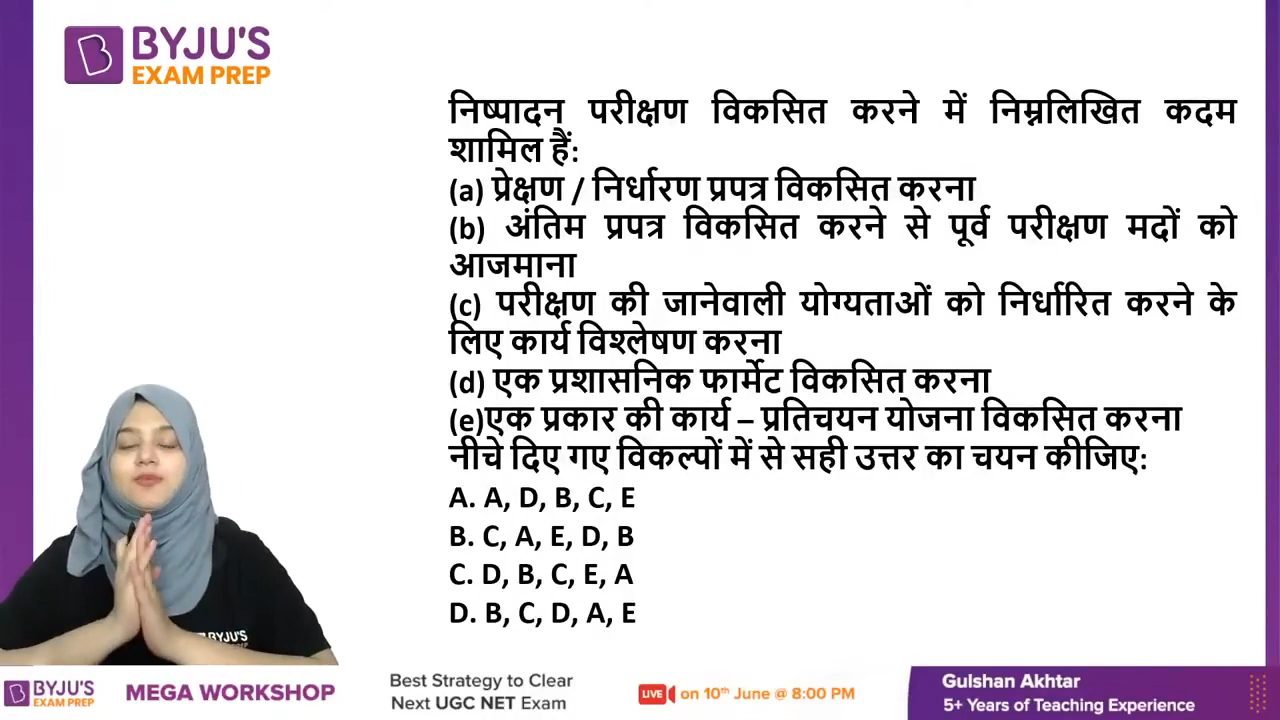 BYJU'S
EXAM PREP
निष्पादन परीक्षण विकसित करने में निम्नलिखित कदम
शामिल हैं:
(a) प्रेक्षण / निर्धारण प्रपत्र विकसित करना
(b) अंतिम प्रपत्र विकसित करने से पूर्व परीक्षण मदों को
आजमाना
(c) परीक्षण की जानेवाली योग्यताओं को निर्धारित करने के
लिए कार्य विश्लेषण करना
(d) एक प्रशासनिक फार्मेट विकसित करना
(e)एक प्रकार की कार्य – प्रतिचयन योजना विकसित करना
नीचे दिए गए विकल्पों में से सही उत्तर का चयन कीजिए:
A. A, D, B, C, E
B. C, A, E, D, B
C. D, B, C, E, A
D. B, C, D, A, E
BYJU'S
BYJU'S
EXAM PREP
MEGA WORKSHOP
Best Strategy to Clear
Next UGC NET Exam
LIVE on 10th June @ 8:00 PM
Gulshan Akhtar
5+ Years of Teaching Experience